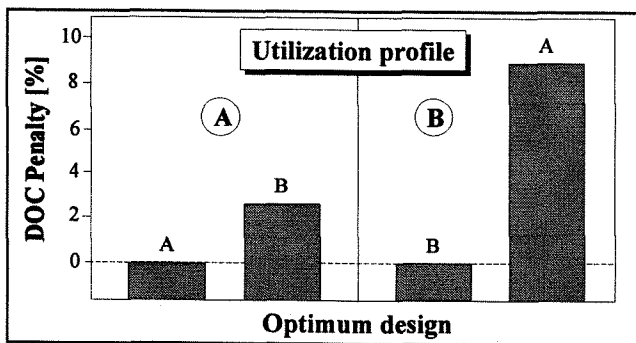 Utilization profile
DOC Penalty [%]
10
8
6
4
2
0
A
B
A
B
B
A
Optimum design